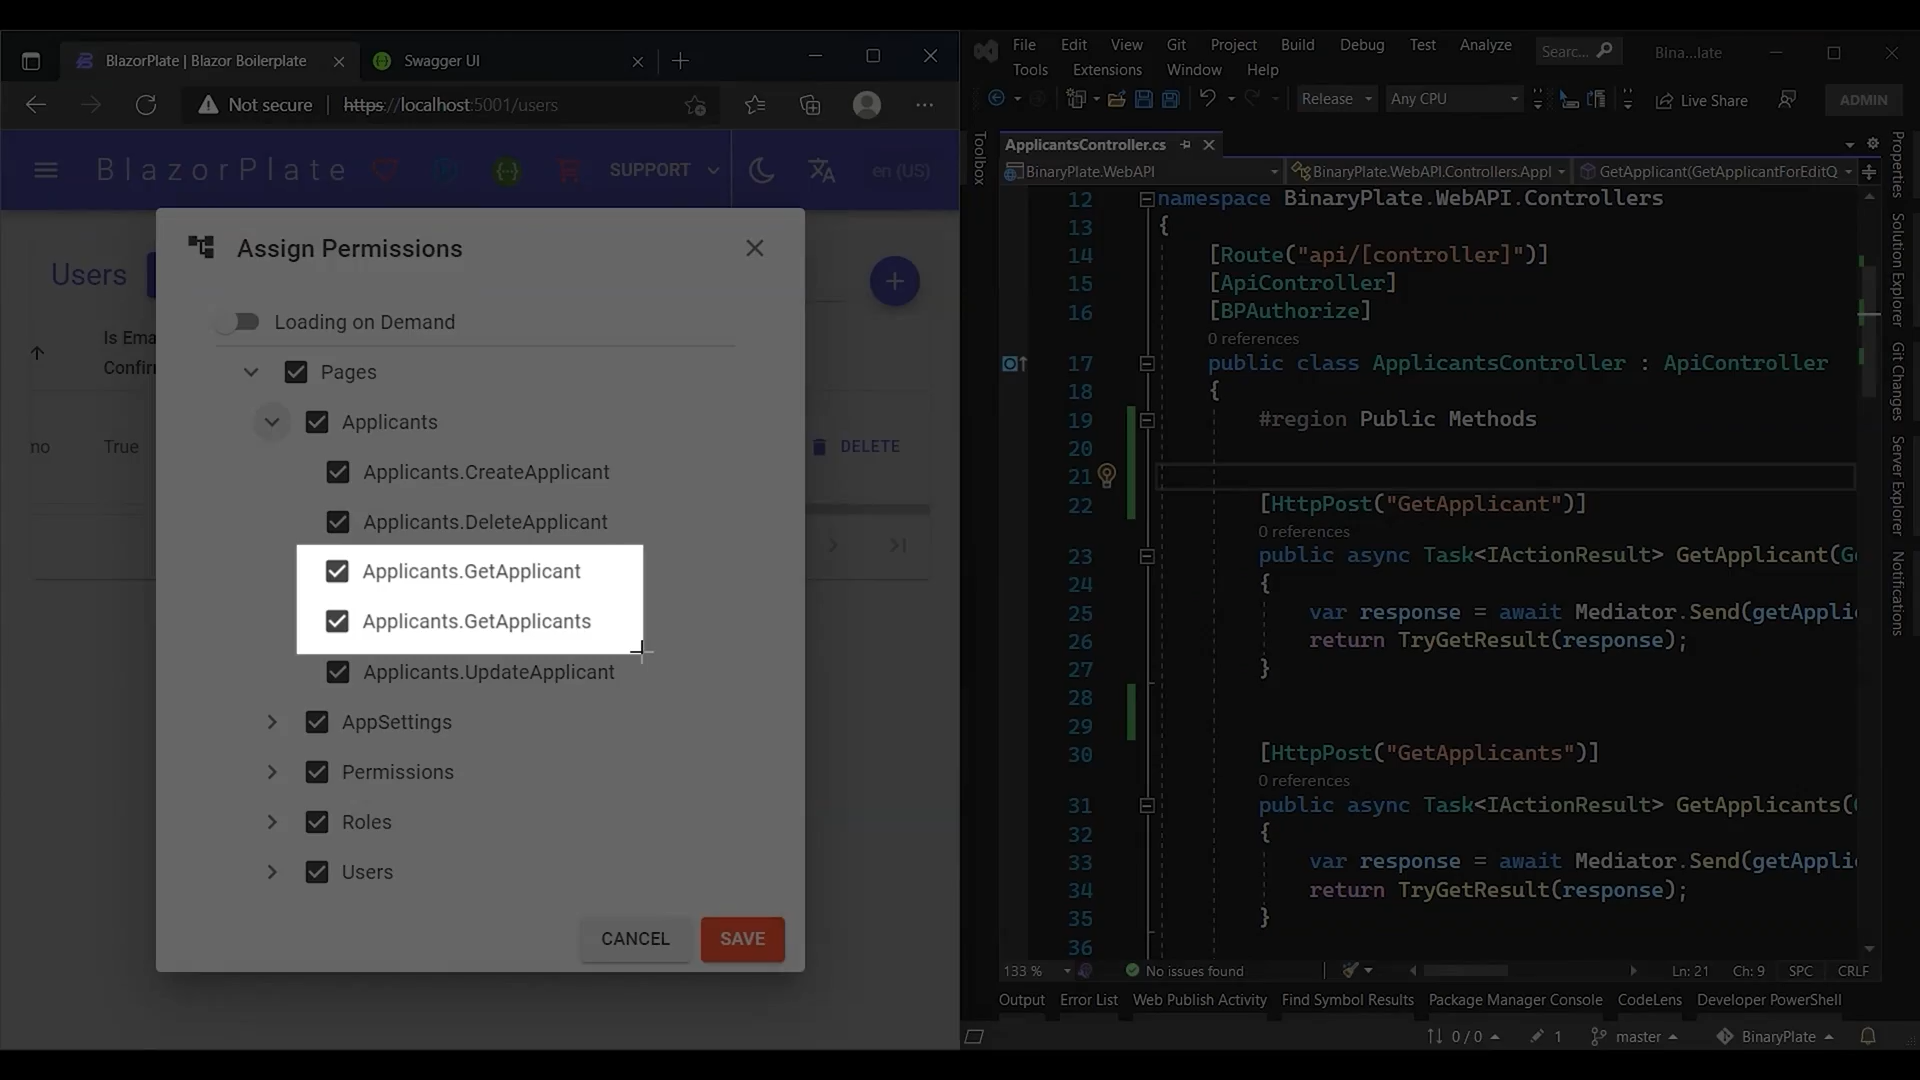 BlazorPlate | Blazor Boilerplate
Swagger UI
Not secure
https://localhost:5001/users
BlazorPlate
SUPPORT
en (US)
Users
Is Ema
Confir
no
True
DELETE
Assign Permissions
Loading on Demand
Pages
Applicants
Applicants.CreateApplicant
Applicants.DeleteApplicant
Applicants.GetApplicant
Applicants.GetApplicants
Applicants.UpdateApplicant
AppSettings
Permissions
Roles
Users
CANCEL
SAVE
File Edit View Git Project Build Debug Test Analyze
Searc...
Bina...late
Tools Extensions Window Help
Release
Any CPU
Live Share
ADMIN
Toolbox
ApplicantsController.cs
BinaryPlate.WebAPI
BinaryPlate.WebAPI.Controllers.Appl
GetApplicant(GetApplicantForEditQ
12 namespace BinaryPlate.WebAPI.Controllers
13 {
14 [Route("api/[controller]")]
15 [ApiController]
16 [BPAuthorize]
0 references
17 public class ApplicantsController : ApiController
18 {
19 #region Public Methods
20
21
22 [HttpPost("GetApplicant")]
0 references
23 public async Task<IActionResult> GetApplicant(Ge
24 {
25 var response = await Mediator.Send(getApplic
26 return TryGetResult(response);
27 }
28
29
30 [HttpPost("GetApplicants")]
0 references
31 public async Task<IActionResult> GetApplicants(
32 {
33 var response = await Mediator.Send(getApplic
34 return TryGetResult(response);
35 }
36
Properties
Solution Explorer
Git Changes
Server Explorer
Notifications
133 %
No issues found
Ln: 21 Ch: 9 SPC CRLF
Output Error List Web Publish Activity Find Symbol Results Package Manager Console CodeLens Developer PowerShell
0 / 0
1
master
BinaryPlate